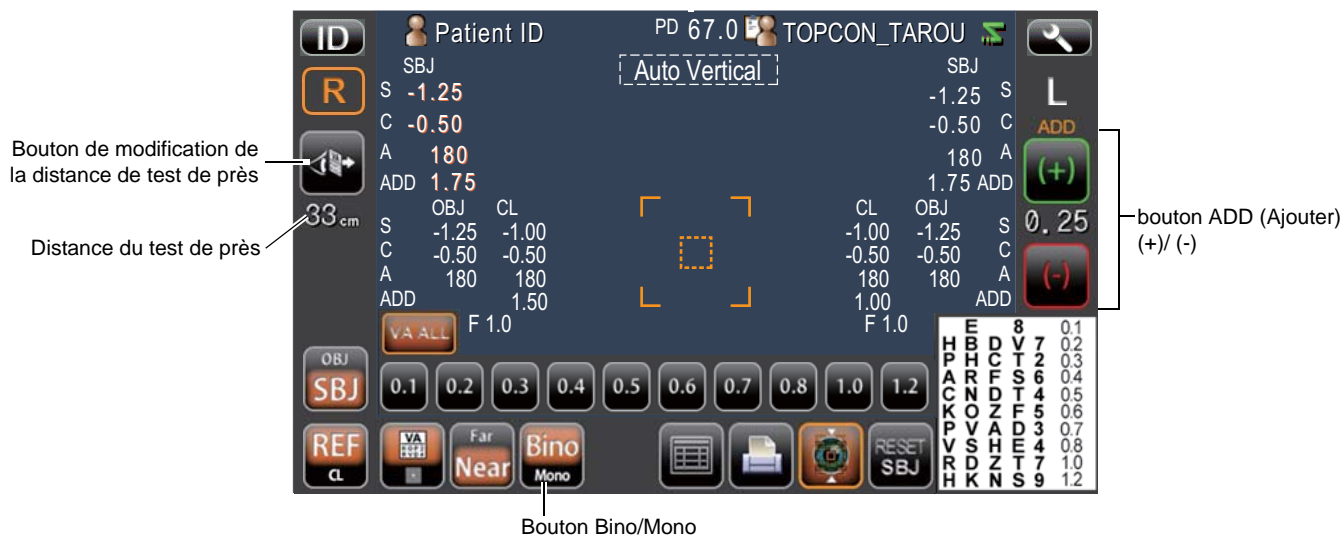 ID Patient ID PD 67.0 TOPCON_TAROU
R SBJ Auto Vertical SBJ L
S -1.25 -1.25 S
C -0.50 -0.50 C ADD
A 180 180 A (+)
ADD 1.75 1.75 ADD
Bouton de modification de
la distance de test de près
33 cm
Distance du test de près
OBJ CL CL OBJ
S -1.25 -1.00 -1.00 -1.25 S 0.25
C -0.50 -0.50 -0.50 -0.50 C
A 180 180 180 180 A (-)
ADD 1.50 1.00 ADD
bouton ADD (Ajouter)
(+)/ (-)
VA ALL F 1.0 F 1.0
OBJ
SBJ
0.1 0.2 0.3 0.4 0.5 0.6 0.7 0.8 1.0 1.2
E 8 0.1
H B D V 7 0.2
P H C T 2 0.3
A R F S 6 0.4
C N D T 4 0.5
K O Z F 5 0.6
P V A D 3 0.7
V S H E 4 0.8
R D Z T 7 1.0
H K N S 9 1.2
REF
CL
VA
Far
Near
Bino
Mono
RESET
SBJ
Bouton Bino/Mono